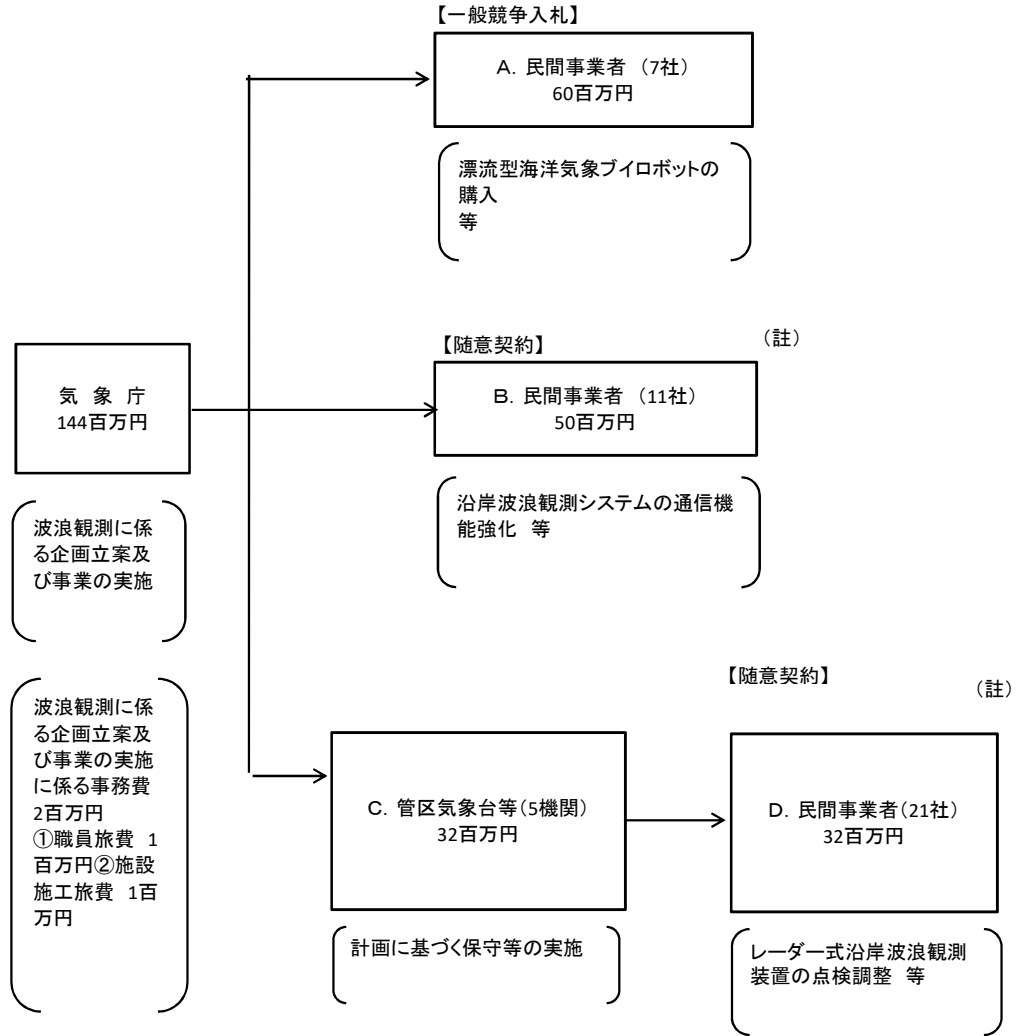 【一般競争入札】
A. 民間事業者 (7社)
60百万円
漂流型海洋気象ブイロボットの
購入
等
【随意契約】
(註)
B. 民間事業者 (11社)
50百万円
沿岸波浪観測システムの通信機
能強化 等
気 象 庁
144百万円
波浪観測に係
る企画立案及
び事業の実施
波浪観測に係
る企画立案及
び事業の実施
に係る事務費
2百万円
①職員旅費 1
百万円②施設
施工旅費 1百
万円
C. 管区気象台等(5機関)
32百万円
計画に基づく保守等の実施
【随意契約】
(註)
D. 民間事業者(21社)
32百万円
レーダー式沿岸波浪観測
装置の点検調整 等